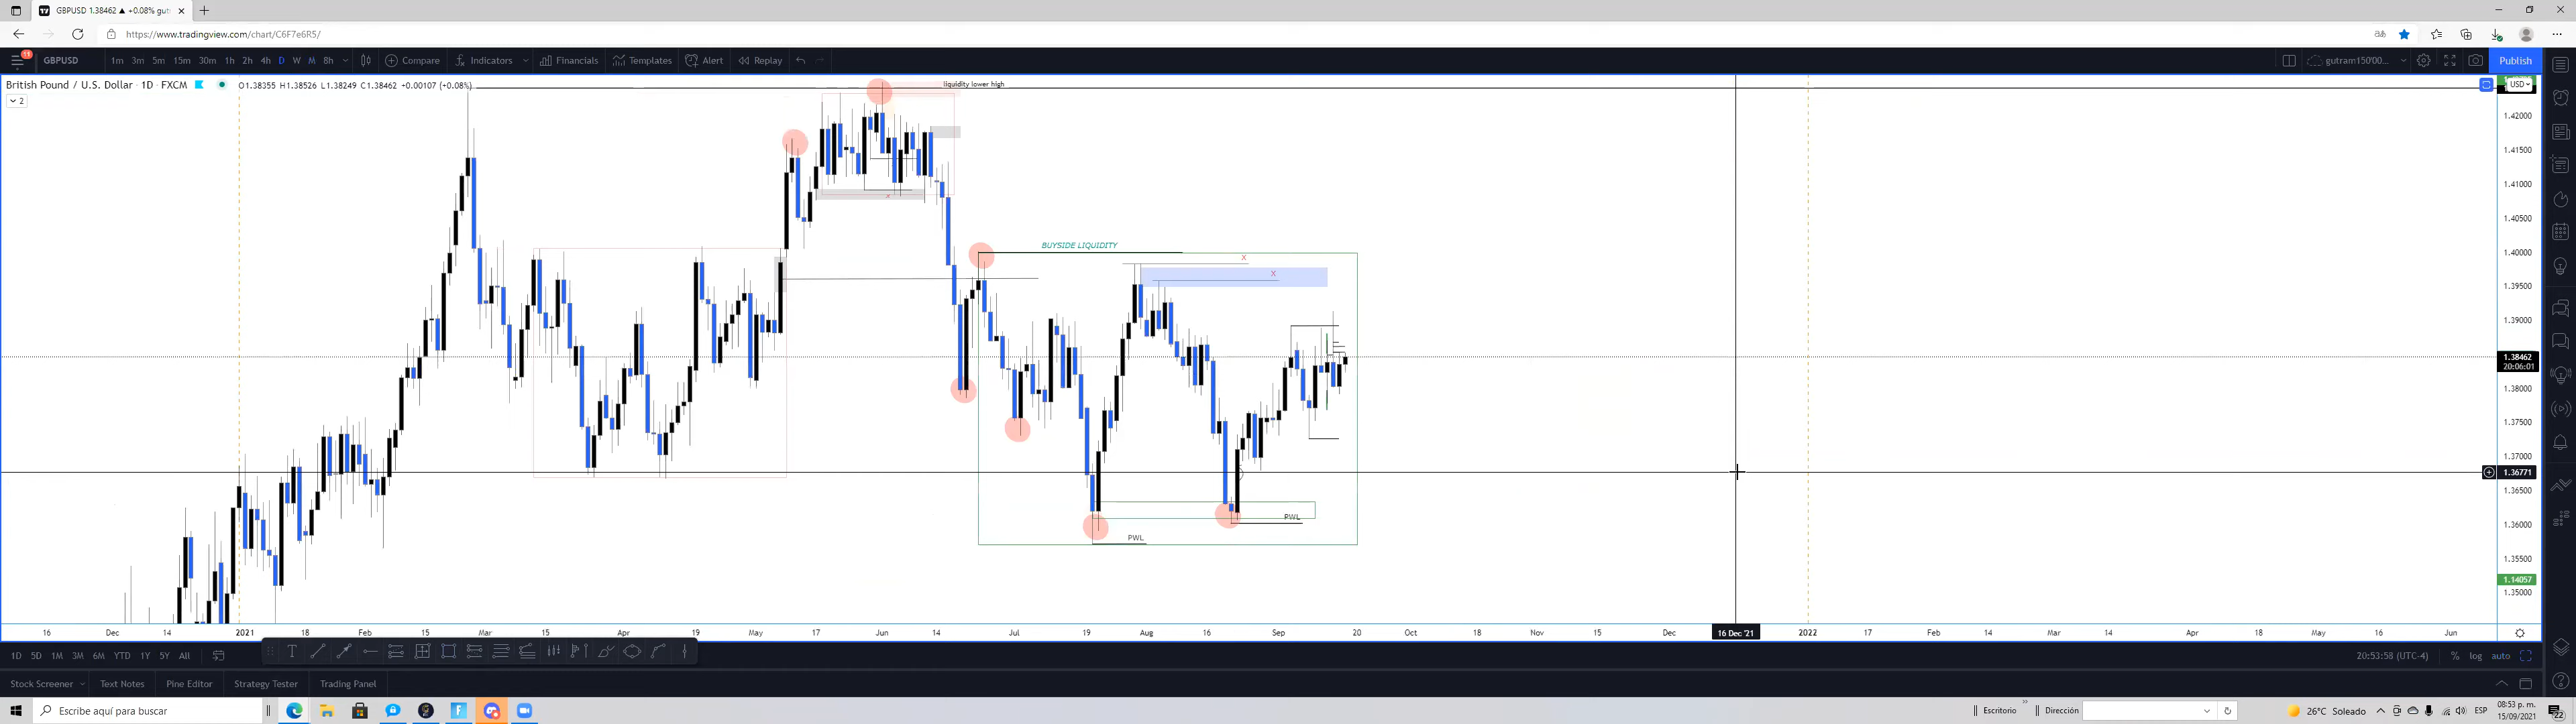 GBPUSD 1.38462 ▲ +0.08% gut
https://www.tradingview.com/chart/C6F7e6R5/
11
GBPUSD 1m 3m 5m 15m 30m 1h 2h 4h D W M 8h Compare Indicators Financials Templates Alert Replay gutram150'00... Publish
British Pound / U.S. Dollar · 1D · FXCM O1.38355 H1.38526 L1.38249 C1.38462 +0.00107 (+0.08%)
2
liquidity lower high
USD
1.42000
1.41500
1.41000
1.40500
BUYSIDE LIQUIDITY
1.40000
X
X
1.39500
1.39000
1.38462
20:06:01
1.38000
1.37500
1.37000
1.36771
1.36500
PWL
1.36000
PWL
1.35500
1.14057
1.35000
16 Dec 14 2021 18 Feb 15 Mar 15 Apr 19 May 17 Jun 14 Jul 19 Aug 16 Sep 20 Oct 18 Nov 15 Dec 16 Dec '21 2022 17 Feb 14 Mar 14 Apr 18 May 16 Jun
1D 5D 1M 3M 6M YTD 1Y 5Y All 20:53:58 (UTC-4) % log auto
Stock Screener Text Notes Pine Editor Strategy Tester Trading Panel
Escribe aquí para buscar
Escritorio Dirección 26°C Soleado ESP
08:53 p. m.
15/09/2021
22